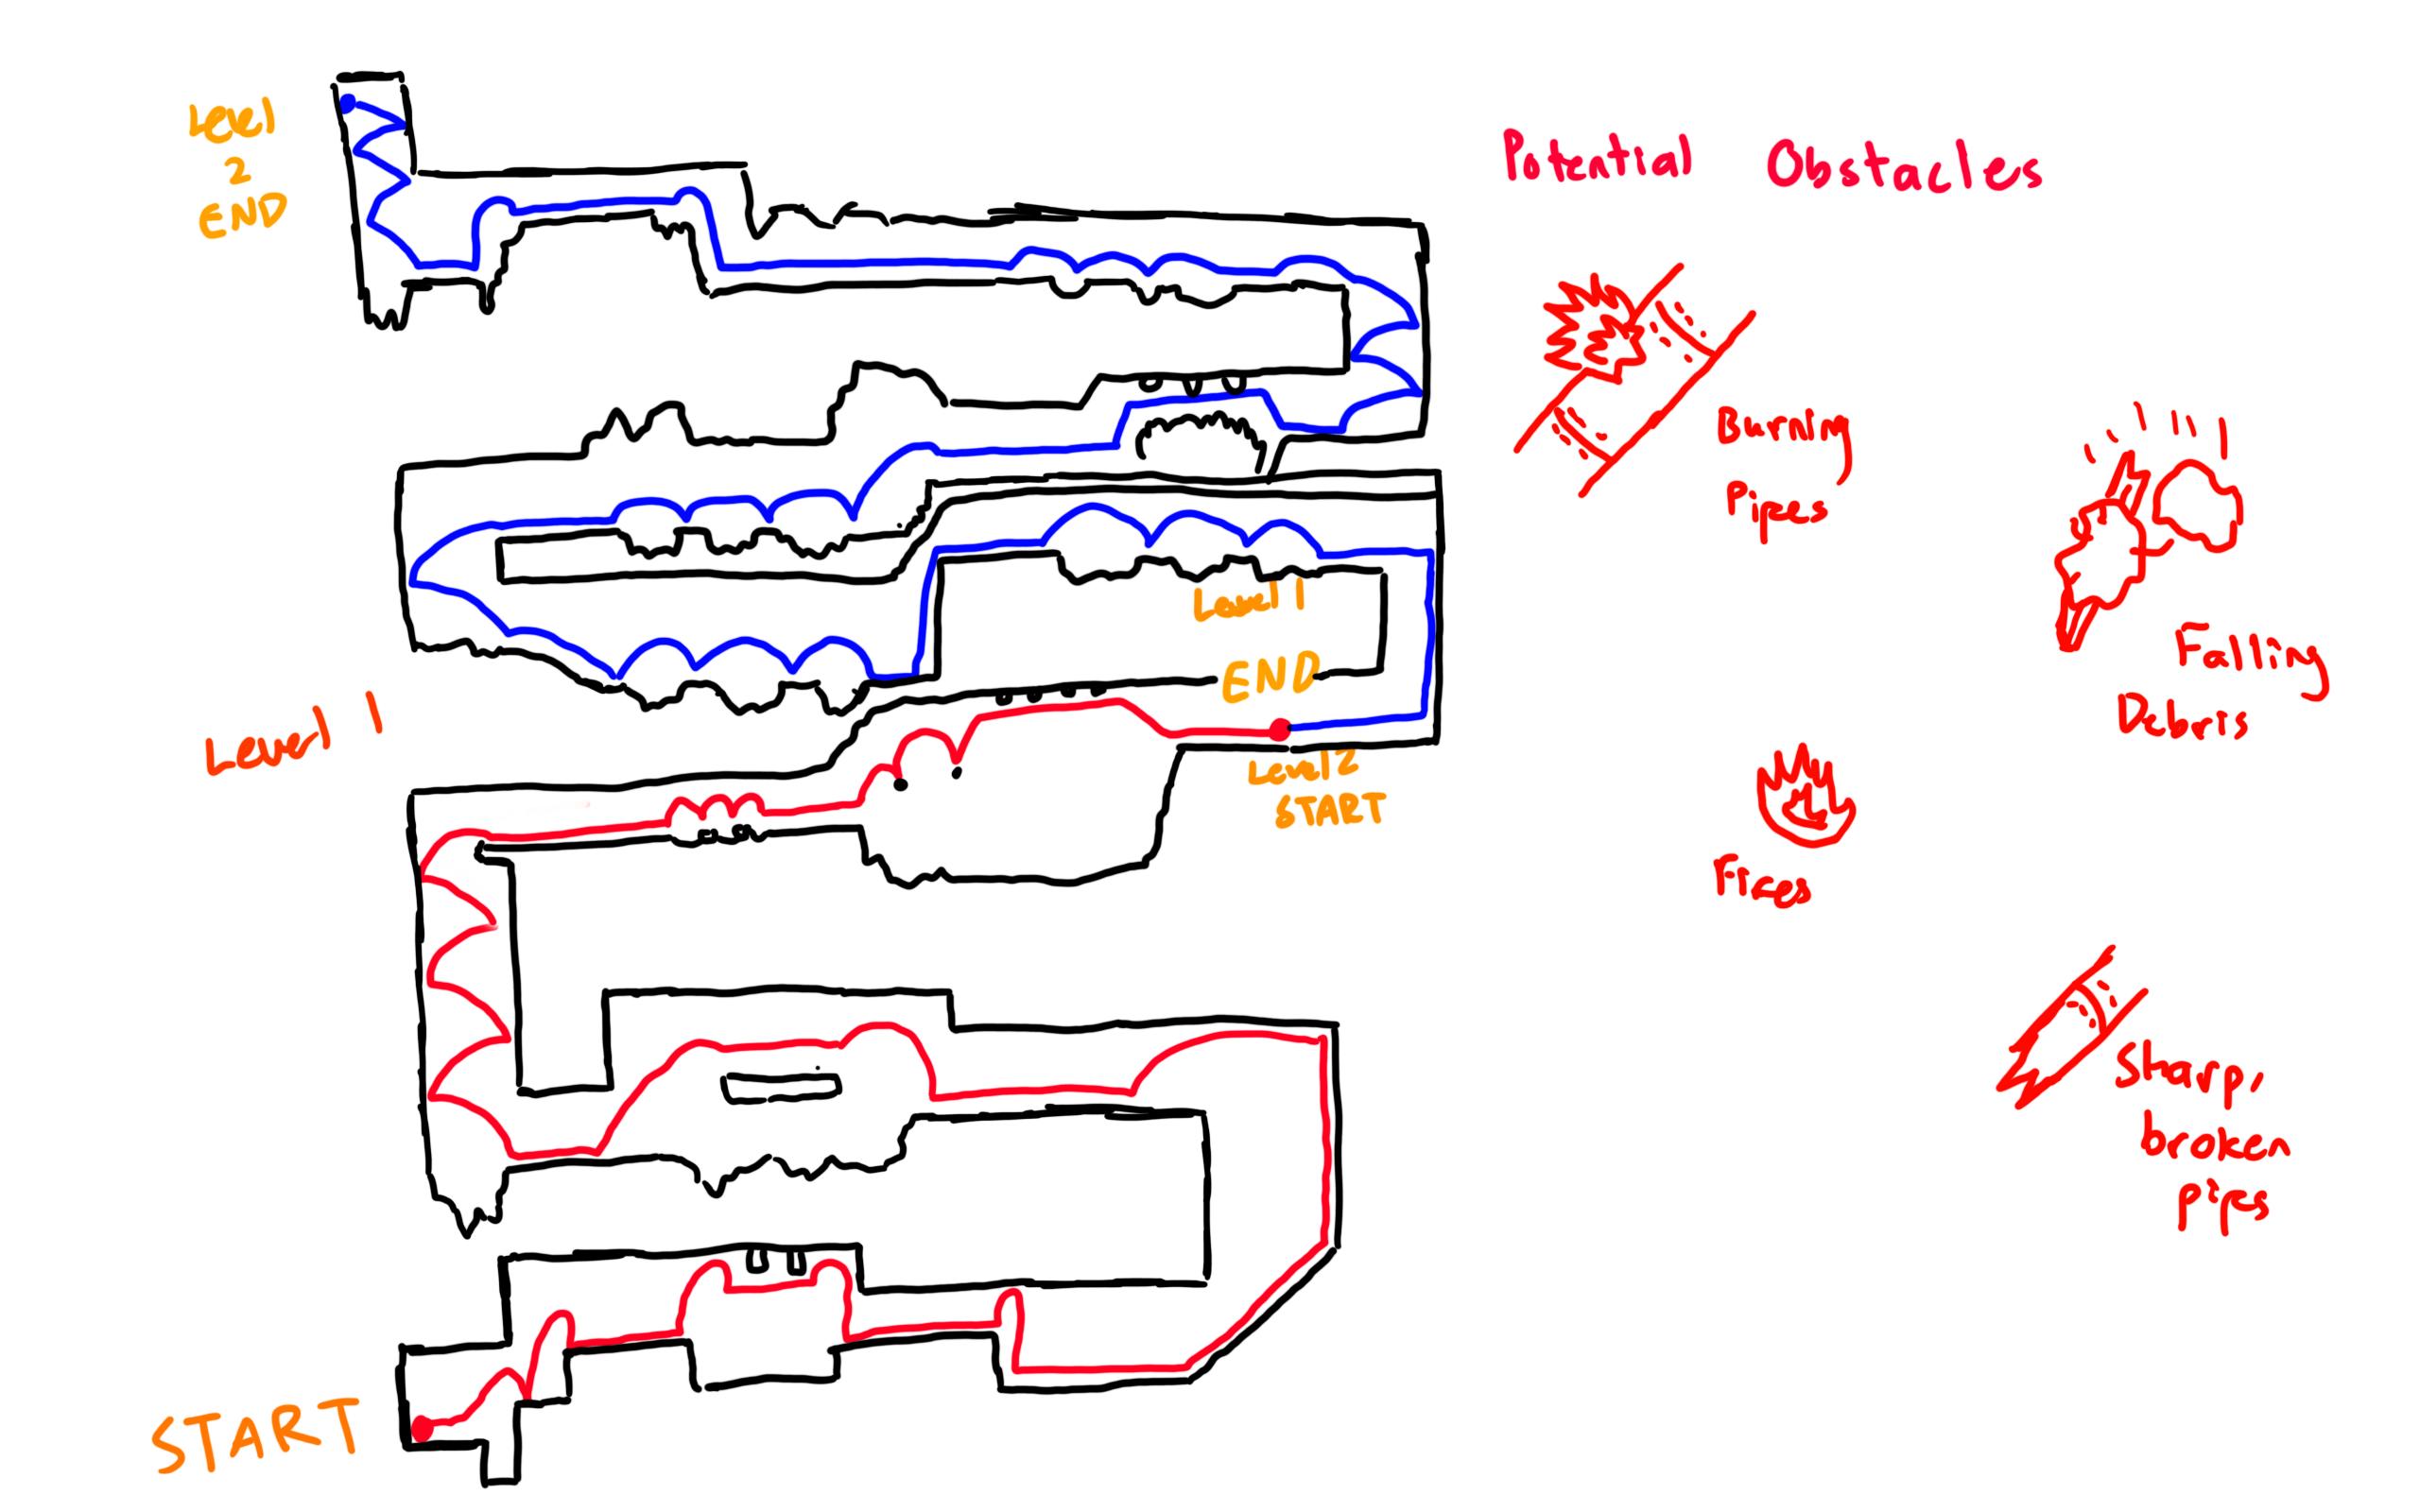 Level
2
END
Potential Obstacles
Burning
Pipes
Falling
Debris
Level 1
END
Level 1
Level 2
START
Fires
Sharp,
broken
pipes
START